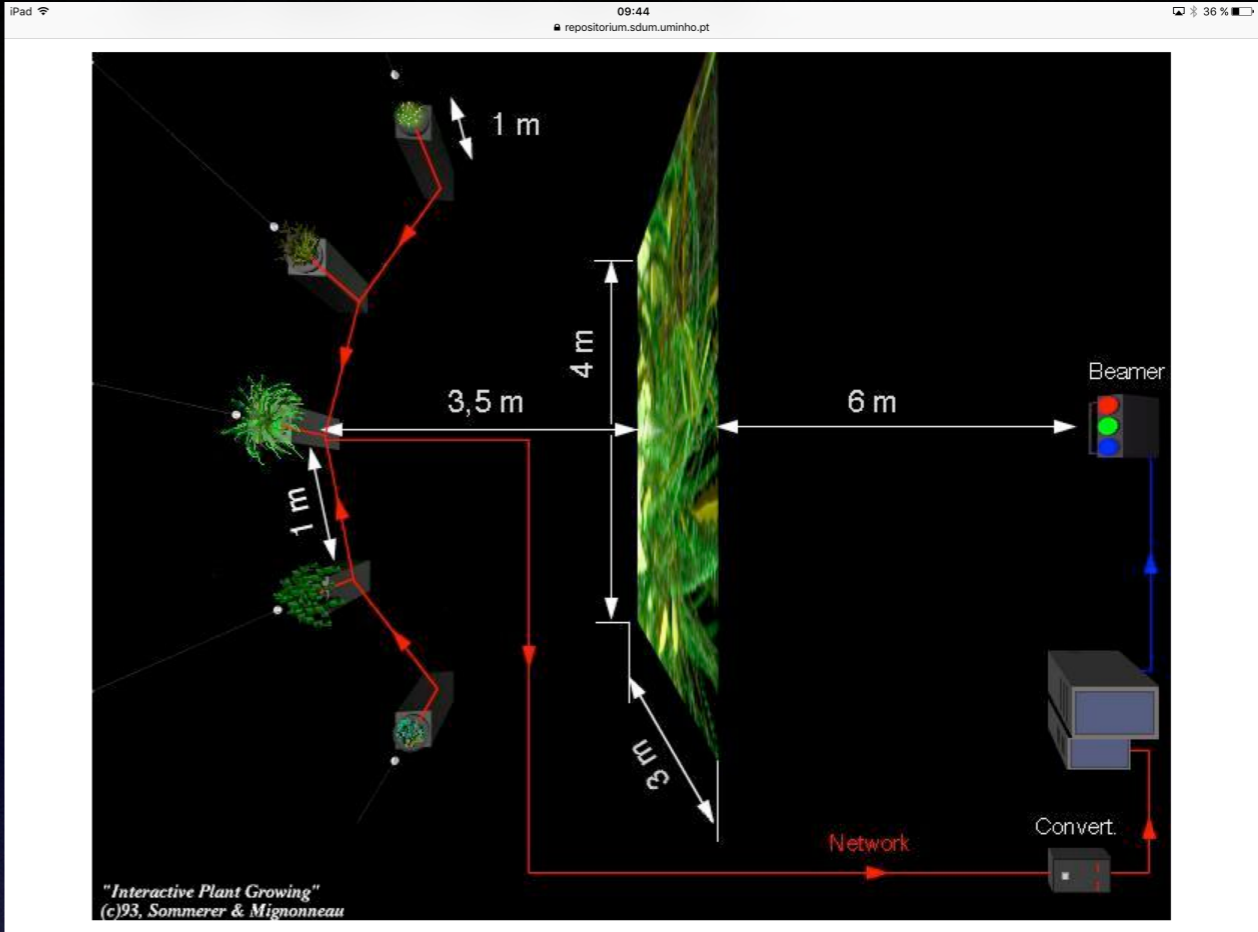 iPad
09:44
36 %
repositorium.sdum.uminho.pt
1 m
4 m
Beamer
3,5 m
6 m
1 m
3 m
Convert.
Network
"Interactive Plant Growing"
(c)93, Sommerer & Mignonneau